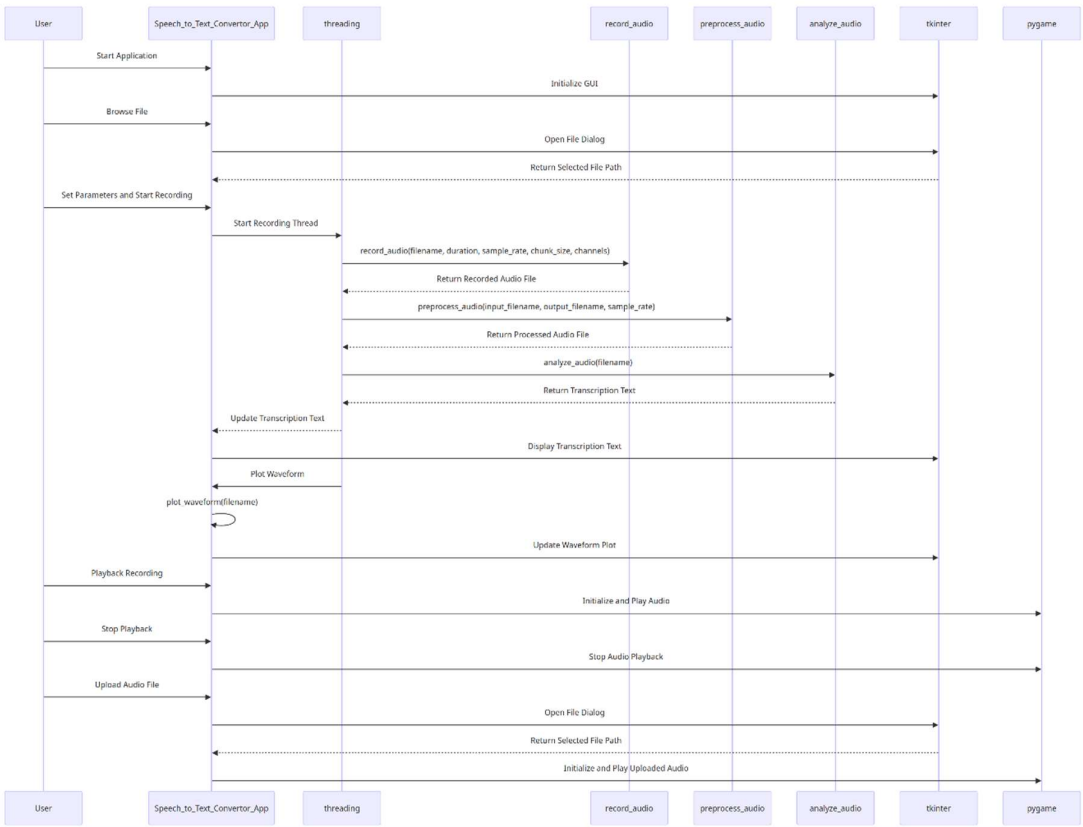 User Speech_to_Text_Convertor_App threading record_audio preprocess_audio analyze_audio tkinter pygame
Start Application
Initialize GUI
Browse File
Open File Dialog
Return Selected File Path
Set Parameters and Start Recording
Start Recording Thread
record_audio(filename, duration, sample_rate, chunk_size, channels)
Return Recorded Audio File
preprocess_audio(input_filename, output_filename, sample_rate)
Return Processed Audio File
analyze_audio(filename)
Return Transcription Text
Update Transcription Text
Display Transcription Text
Plot Waveform
plot_waveform(filename)
Update Waveform Plot
Playback Recording
Initialize and Play Audio
Stop Playback
Stop Audio Playback
Upload Audio File
Open File Dialog
Return Selected File Path
Initialize and Play Uploaded Audio
User Speech_to_Text_Convertor_App threading record_audio preprocess_audio analyze_audio tkinter pygame